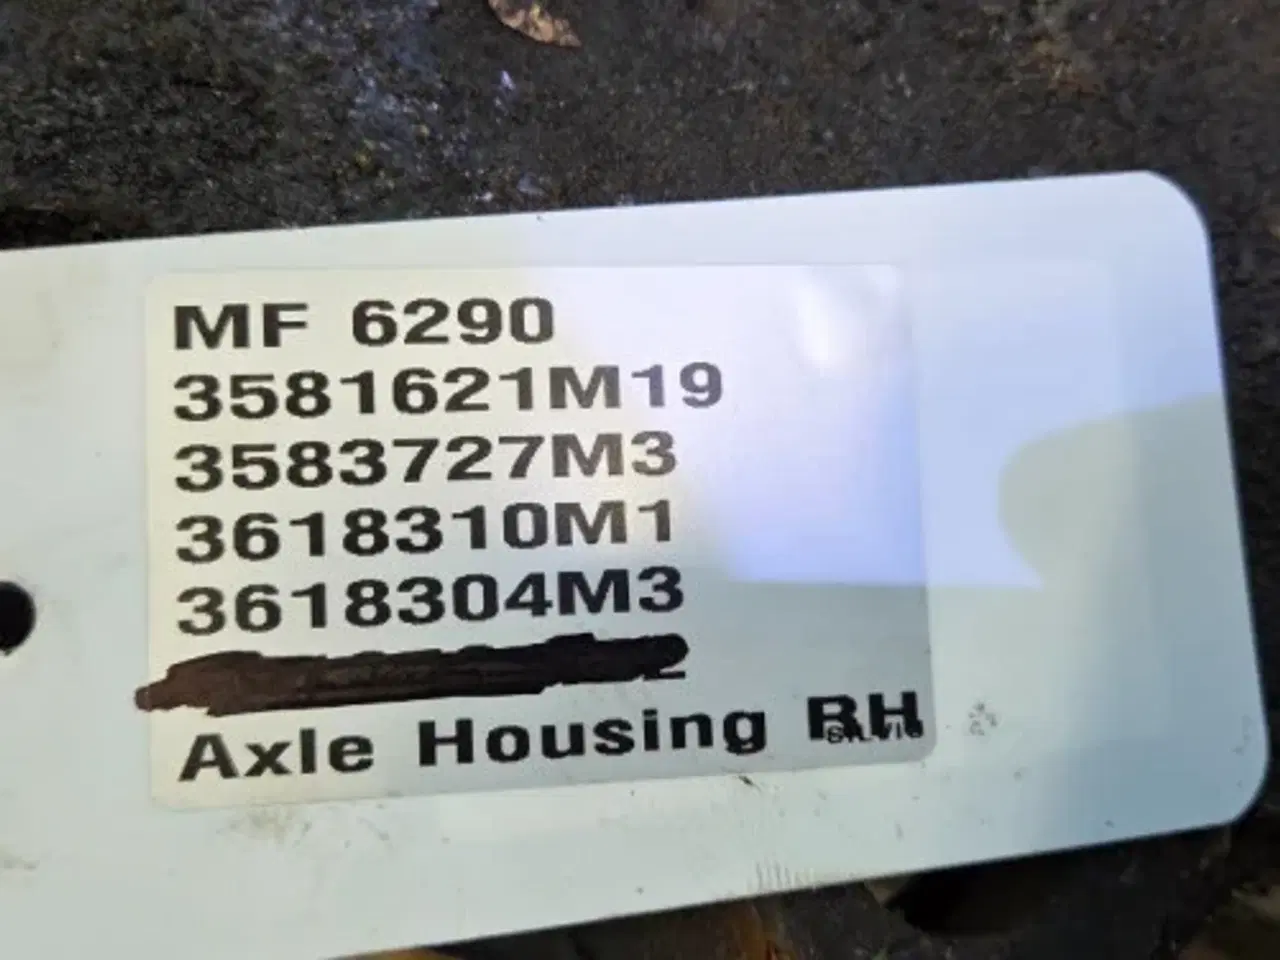 MF 6290
3581621M19
3583727M3
3618310M1
3618304M3
Axle Housing RH